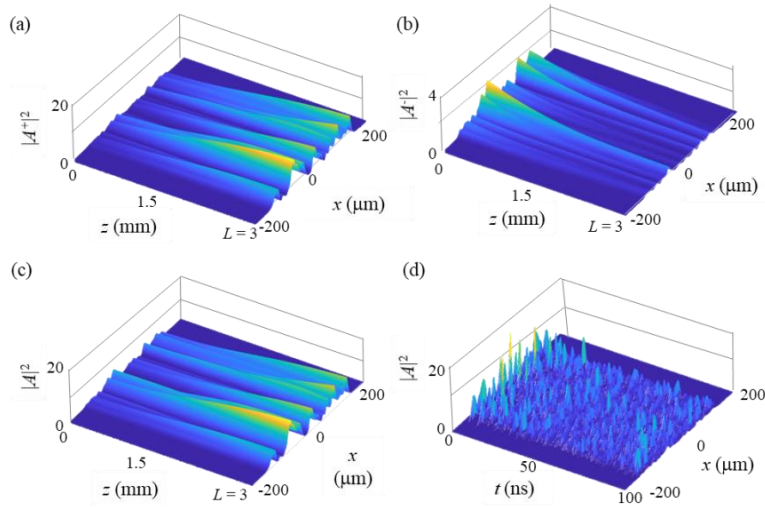 (a)
20
|A⁺|²
0
0
1.5
z (mm)
L = 3
-200
0
x (μm)
200
(b)
4
|A⁻|²
0
0
1.5
z (mm)
L = 3
-200
0
x (μm)
200
(c)
20
|A|²
0
0
1.5
z (mm)
L = 3
-200
0
x
(μm)
200
(d)
20
|A|²
0
0
50
t (ns)
100
-200
0
x (μm)
200